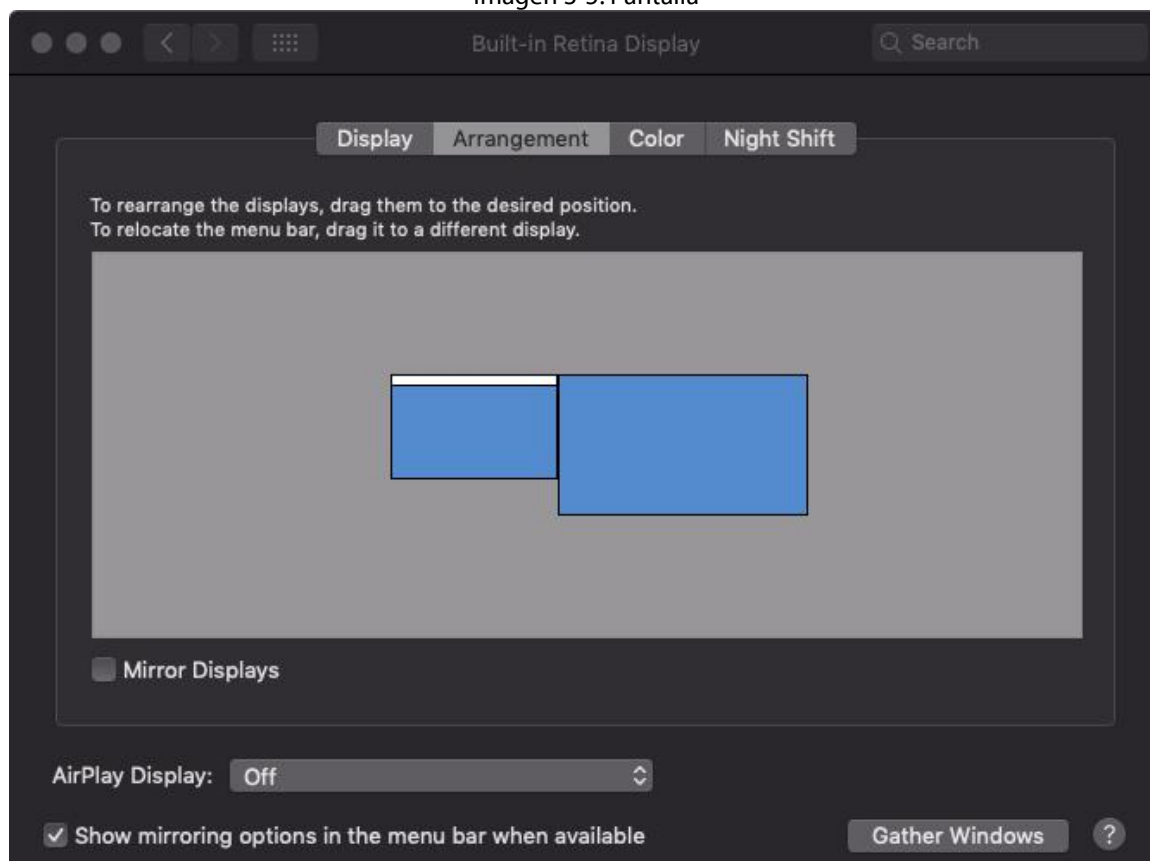 Imagen 3-9. Pantalla
Built-in Retina Display
Search
Display Arrangement Color Night Shift
To rearrange the displays, drag them to the desired position.
To relocate the menu bar, drag it to a different display.
Mirror Displays
AirPlay Display: Off
Show mirroring options in the menu bar when available
Gather Windows ?